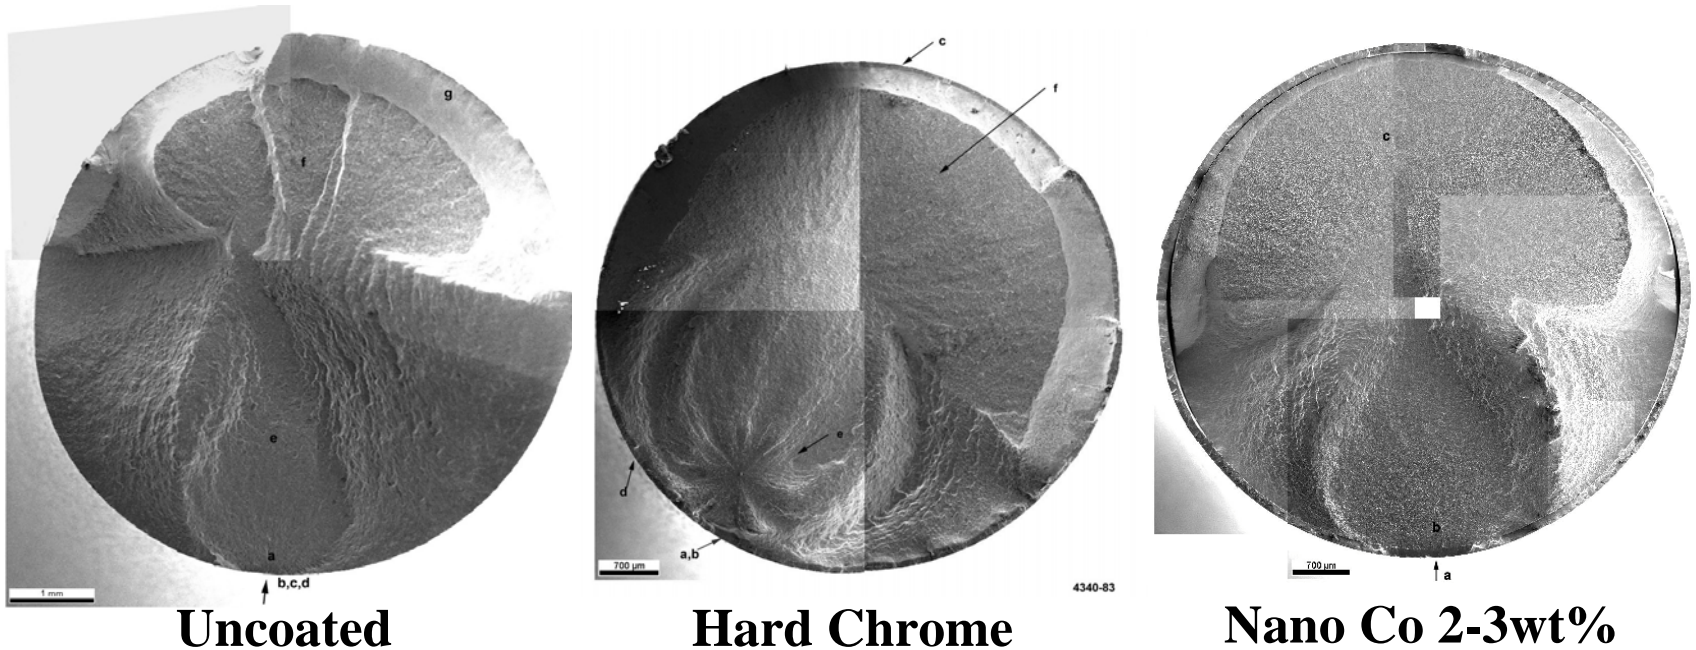 g
f
e
a
b,c,d
1 mm
Uncoated
c
f
e
d
a,b
700 µm
4340-83
Hard Chrome
c
b
a
700 µm
Nano Co 2-3wt%